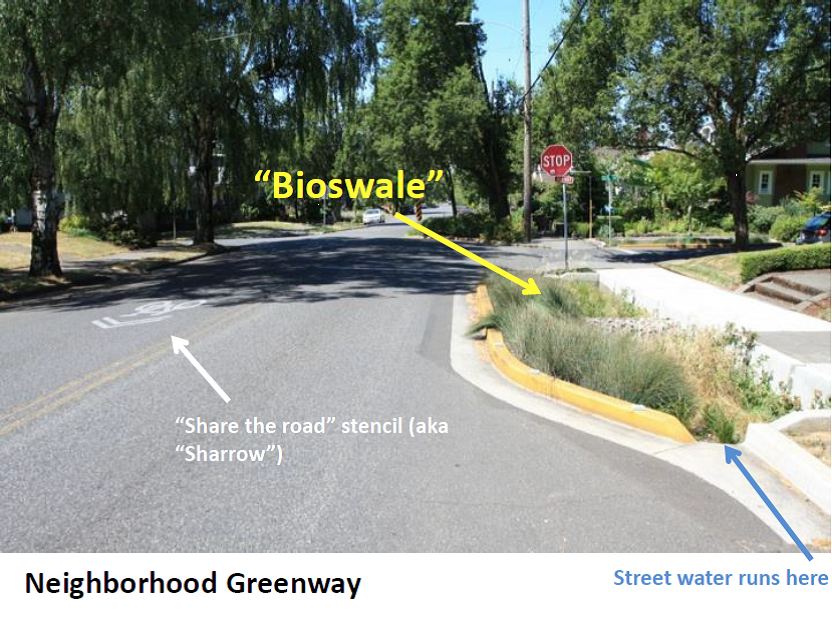 “Bioswale”
STOP
“Share the road” stencil (aka
“Sharrow”)
Neighborhood Greenway
Street water runs here